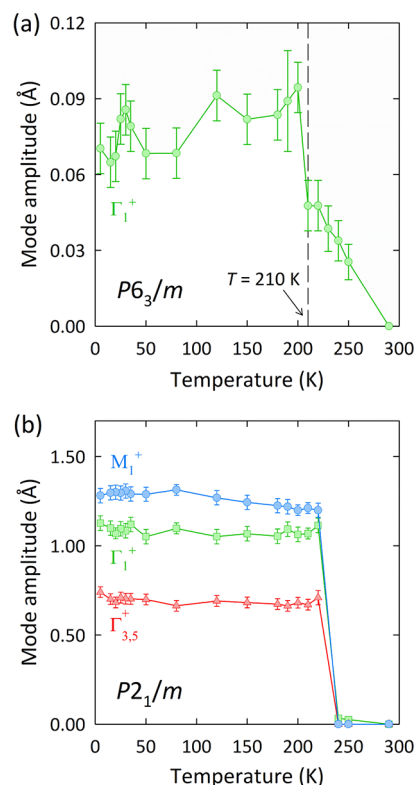 (a)
0.12
0.09
0.06
0.03
0.00
Mode amplitude (Å)
Γ₁⁺
T = 210 K
P6₃/m
0 50 100 150 200 250 300
Temperature (K)
(b)
1.50
1.00
0.50
0.00
Mode amplitude (Å)
M₁⁺
Γ₁⁺
Γ₃,₅⁺
P2₁/m
0 50 100 150 200 250 300
Temperature (K)